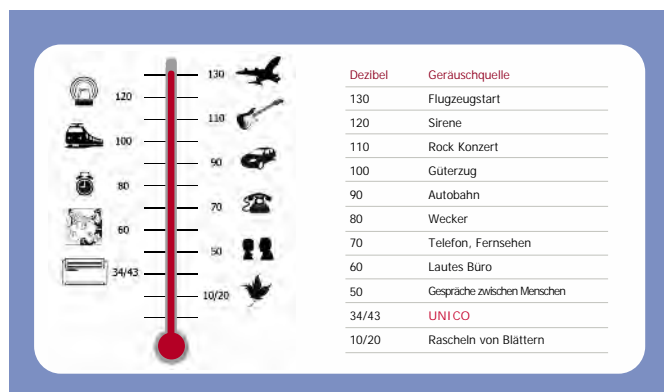 130
120
110
100
90
80
70
60
50
34/43
10/20
Dezibel Geräuschquelle
130 Flugzeugstart
120 Sirene
110 Rock Konzert
100 Güterzug
90 Autobahn
80 Wecker
70 Telefon, Fernsehen
60 Lautes Büro
50 Gespräche zwischen Menschen
34/43 UNICO
10/20 Rascheln von Blättern